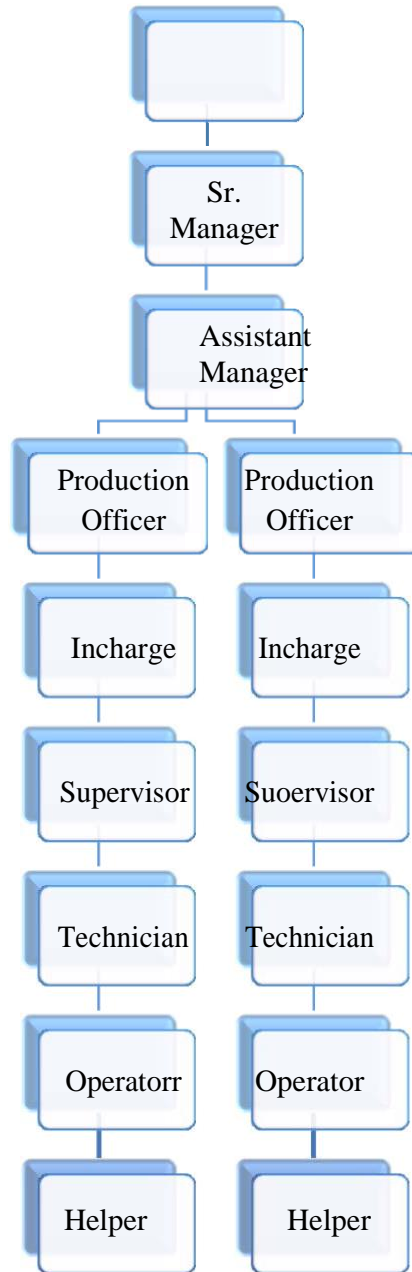 Sr.
Manager
Assistant
Manager
Production
Officer
Production
Officer
Incharge
Incharge
Supervisor
Suoervisor
Technician
Technician
Operatorr
Operator
Helper
Helper